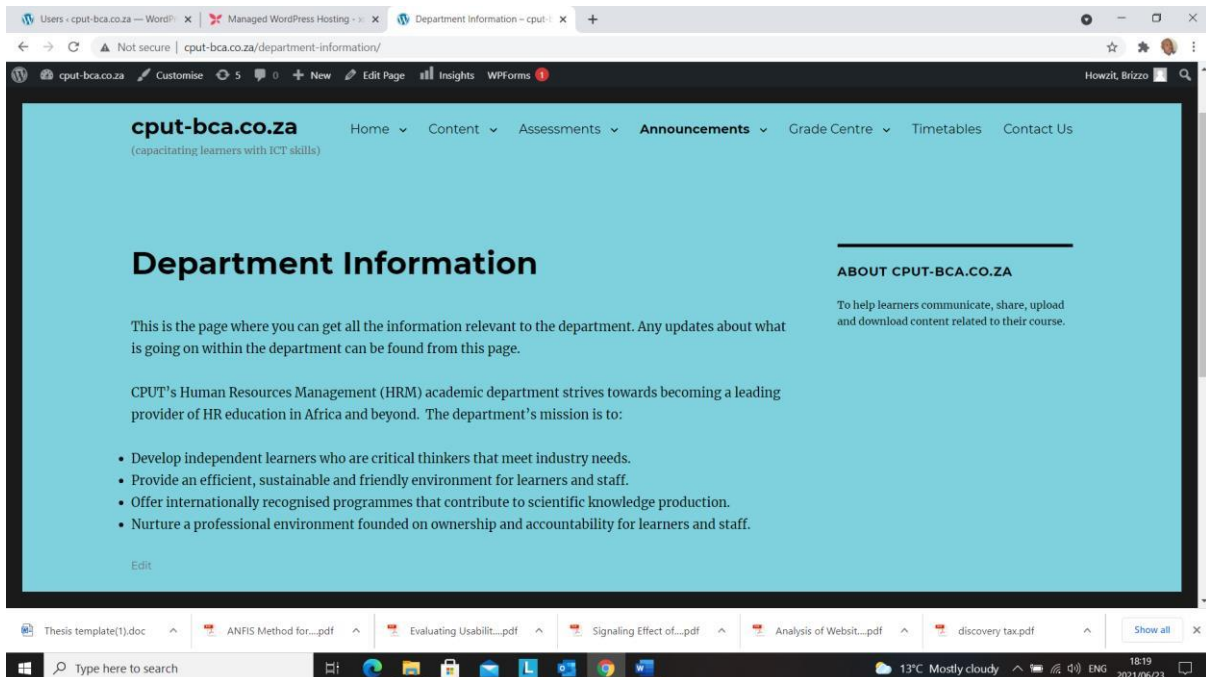 Users ‹ cput-bca.co.za — WordPr
Managed WordPress Hosting -
Department Information – cput-
Not secure | cput-bca.co.za/department-information/
cput-bca.co.za Customise 5 0 + New Edit Page Insights WPForms 1 Howzit, Brizzo
cput-bca.co.za Home Content Assessments Announcements Grade Centre Timetables Contact Us
(capacitating learners with ICT skills)
Department Information
This is the page where you can get all the information relevant to the department. Any updates about what
is going on within the department can be found from this page.
CPUT’s Human Resources Management (HRM) academic department strives towards becoming a leading
provider of HR education in Africa and beyond. The department’s mission is to:
• Develop independent learners who are critical thinkers that meet industry needs.
• Provide an efficient, sustainable and friendly environment for learners and staff.
• Offer internationally recognised programmes that contribute to scientific knowledge production.
• Nurture a professional environment founded on ownership and accountability for learners and staff.
Edit
ABOUT CPUT-BCA.CO.ZA
To help learners communicate, share, upload
and download content related to their course.
Thesis template(1).doc ANFIS Method for....pdf Evaluating Usabilit....pdf Signaling Effect of....pdf Analysis of Websit....pdf discovery tax.pdf Show all
Type here to search 13°C Mostly cloudy ENG 18:19
2021/06/23